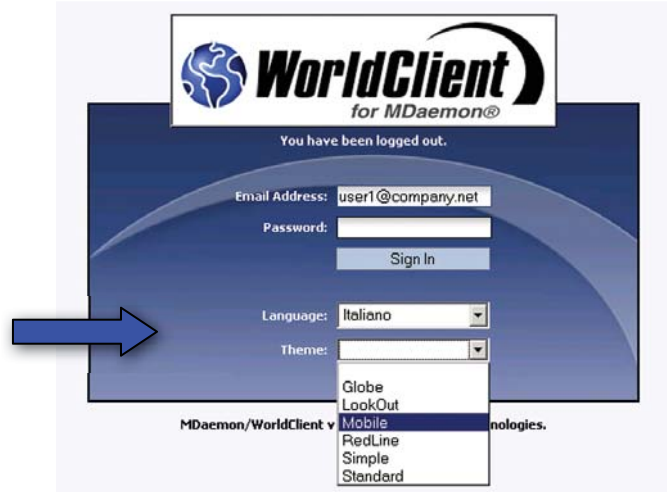 WorldClient
for MDaemon®
You have been logged out.
Email Address: user1@company.net
Password:
Sign In
Language: Italiano
Theme:
Globe
LookOut
Mobile
RedLine
Simple
Standard
MDaemon/WorldClient v nologies.